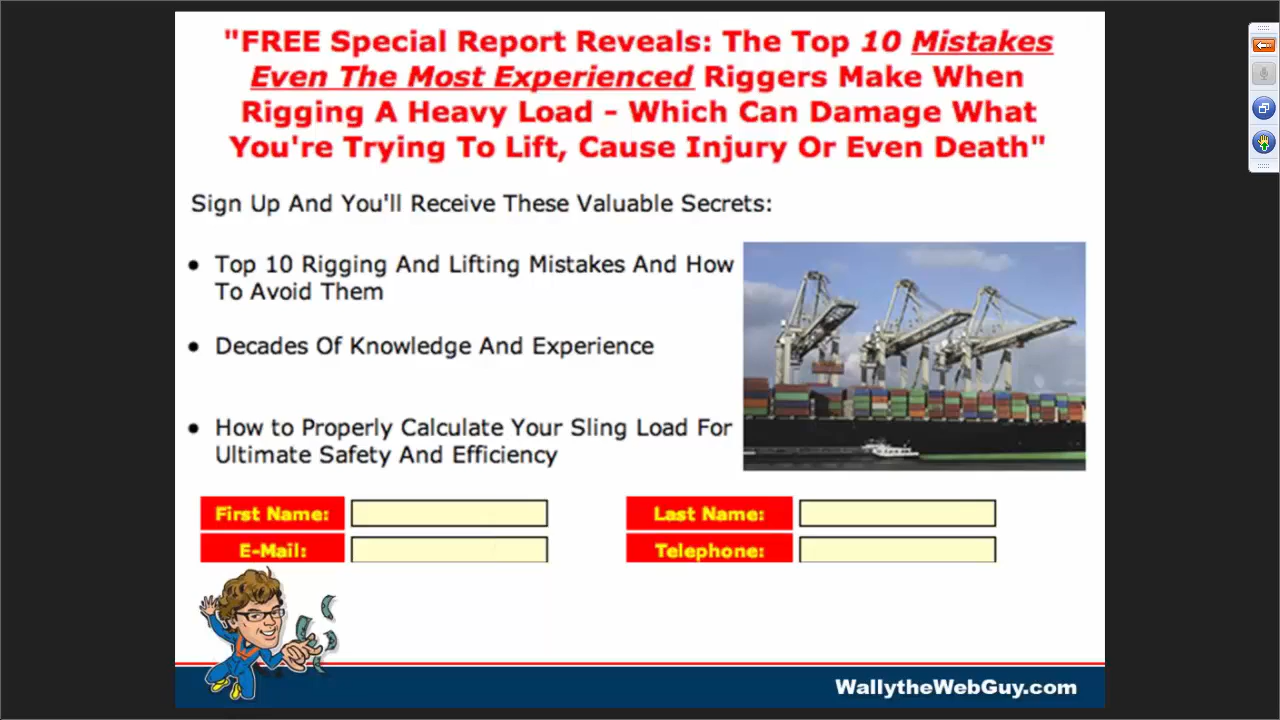 "FREE Special Report Reveals: The Top 10 Mistakes
Even The Most Experienced Riggers Make When
Rigging A Heavy Load - Which Can Damage What
You're Trying To Lift, Cause Injury Or Even Death"
Sign Up And You'll Receive These Valuable Secrets:
• Top 10 Rigging And Lifting Mistakes And How
To Avoid Them
• Decades Of Knowledge And Experience
• How to Properly Calculate Your Sling Load For
Ultimate Safety And Efficiency
First Name:
Last Name:
E-Mail:
Telephone:
WallytheWebGuy.com